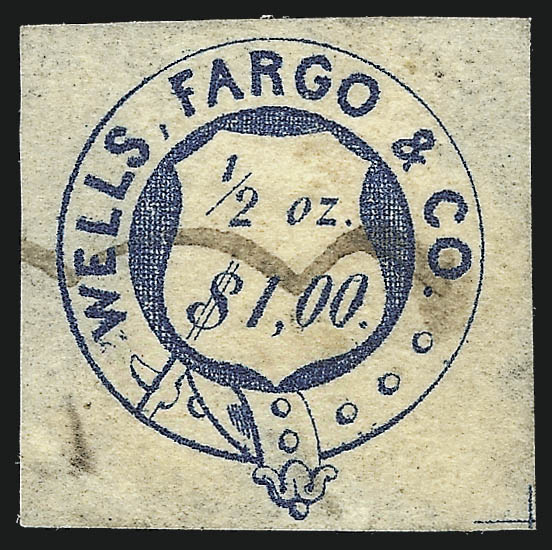 WELLS, FARGO & CO.
1/2 oz.
$1,00.